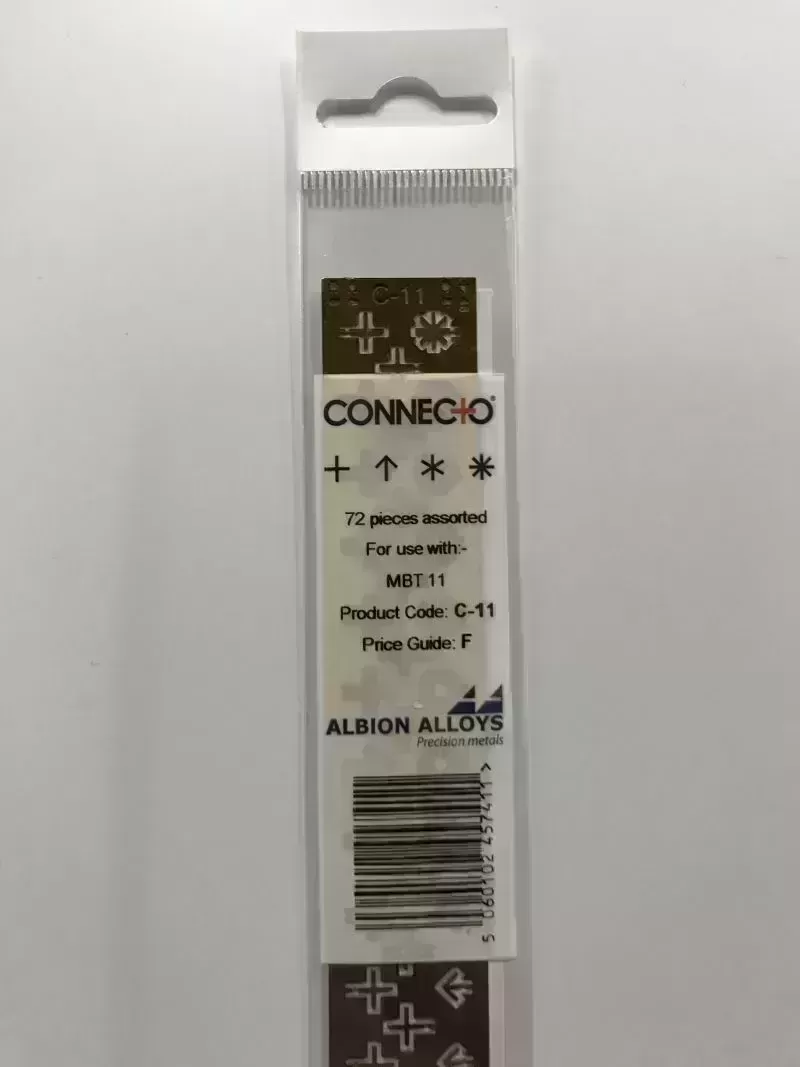 C-11
CONNECTO®
72 pieces assorted
For use with:-
MBT 11
Product Code: C-11
Price Guide: F
ALBION ALLOYS
Precision metals
5 060102 457411 >